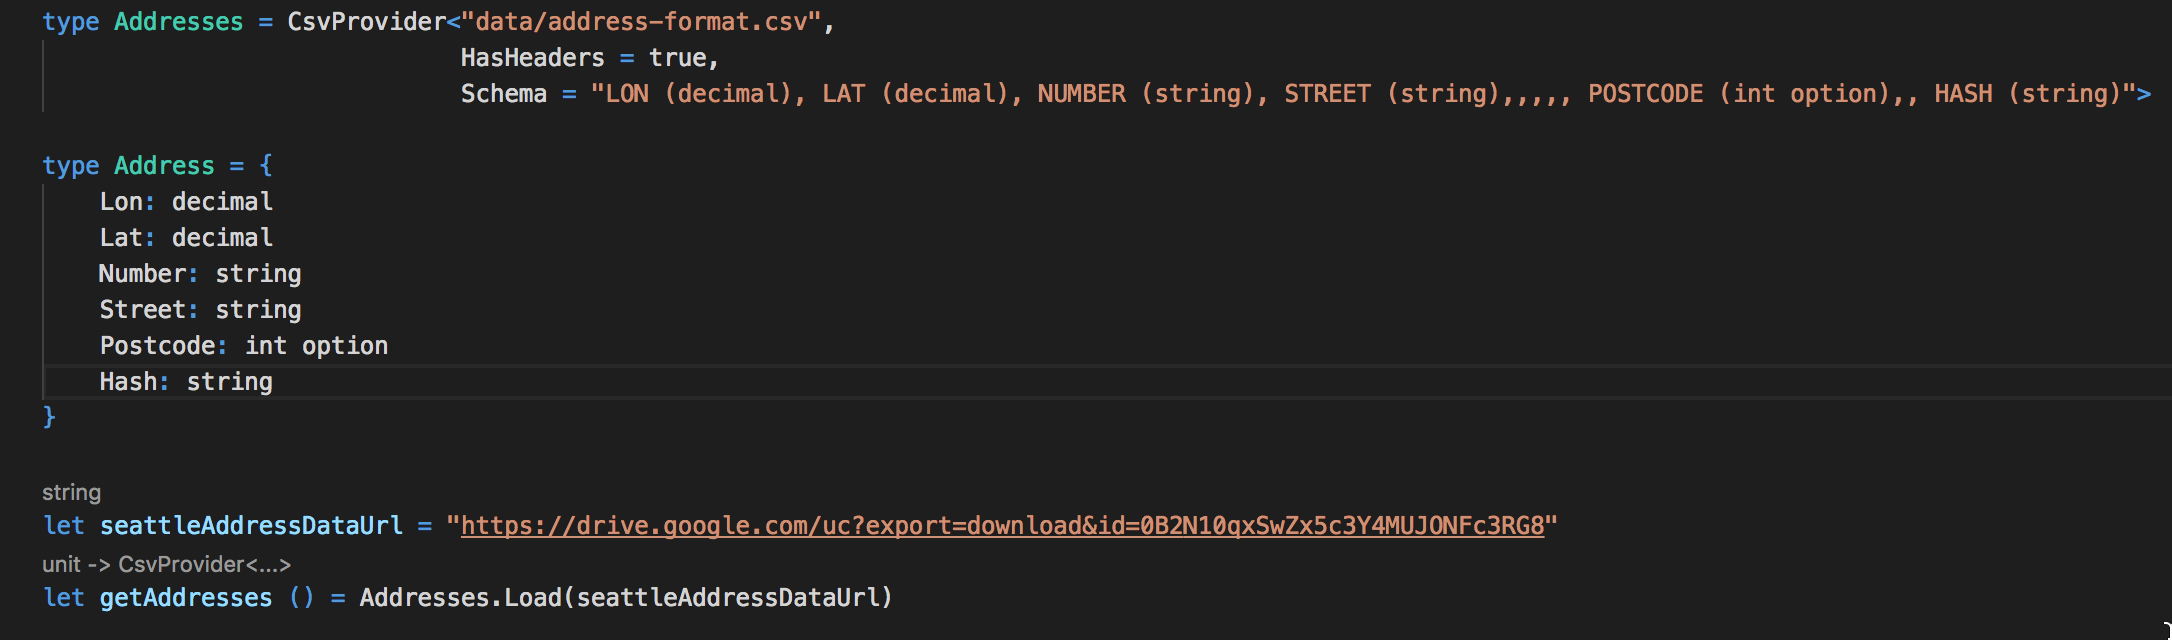 type Addresses = CsvProvider<"data/address-format.csv",
HasHeaders = true,
Schema = "LON (decimal), LAT (decimal), NUMBER (string), STREET (string),,,,, POSTCODE (int option),, HASH (string)">
type Address = {
Lon: decimal
Lat: decimal
Number: string
Street: string
Postcode: int option
Hash: string
}
string
let seattleAddressDataUrl = "https://drive.google.com/uc?export=download&id=0B2N10qxSwZx5c3Y4MUJONFc3RG8"
unit -> CsvProvider<...>
let getAddresses () = Addresses.Load(seattleAddressDataUrl)